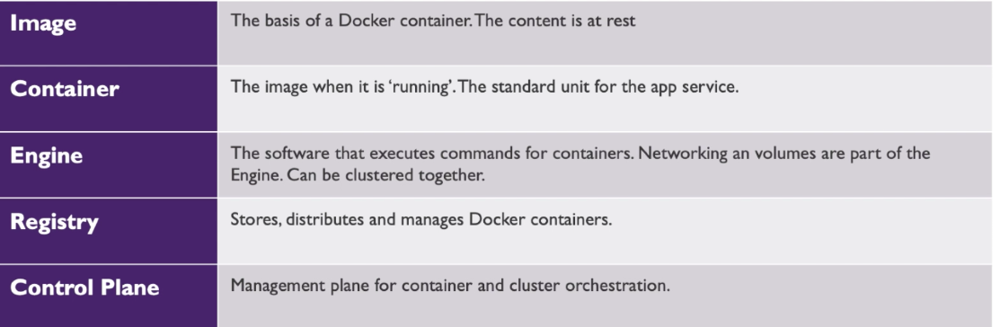 Image
The basis of a Docker container. The content is at rest
Container
The image when it is ‘running’. The standard unit for the app service.
Engine
The software that executes commands for containers. Networking an volumes are part of the
Engine. Can be clustered together.
Registry
Stores, distributes and manages Docker containers.
Control Plane
Management plane for container and cluster orchestration.